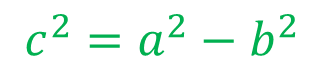 c² = a² − b²